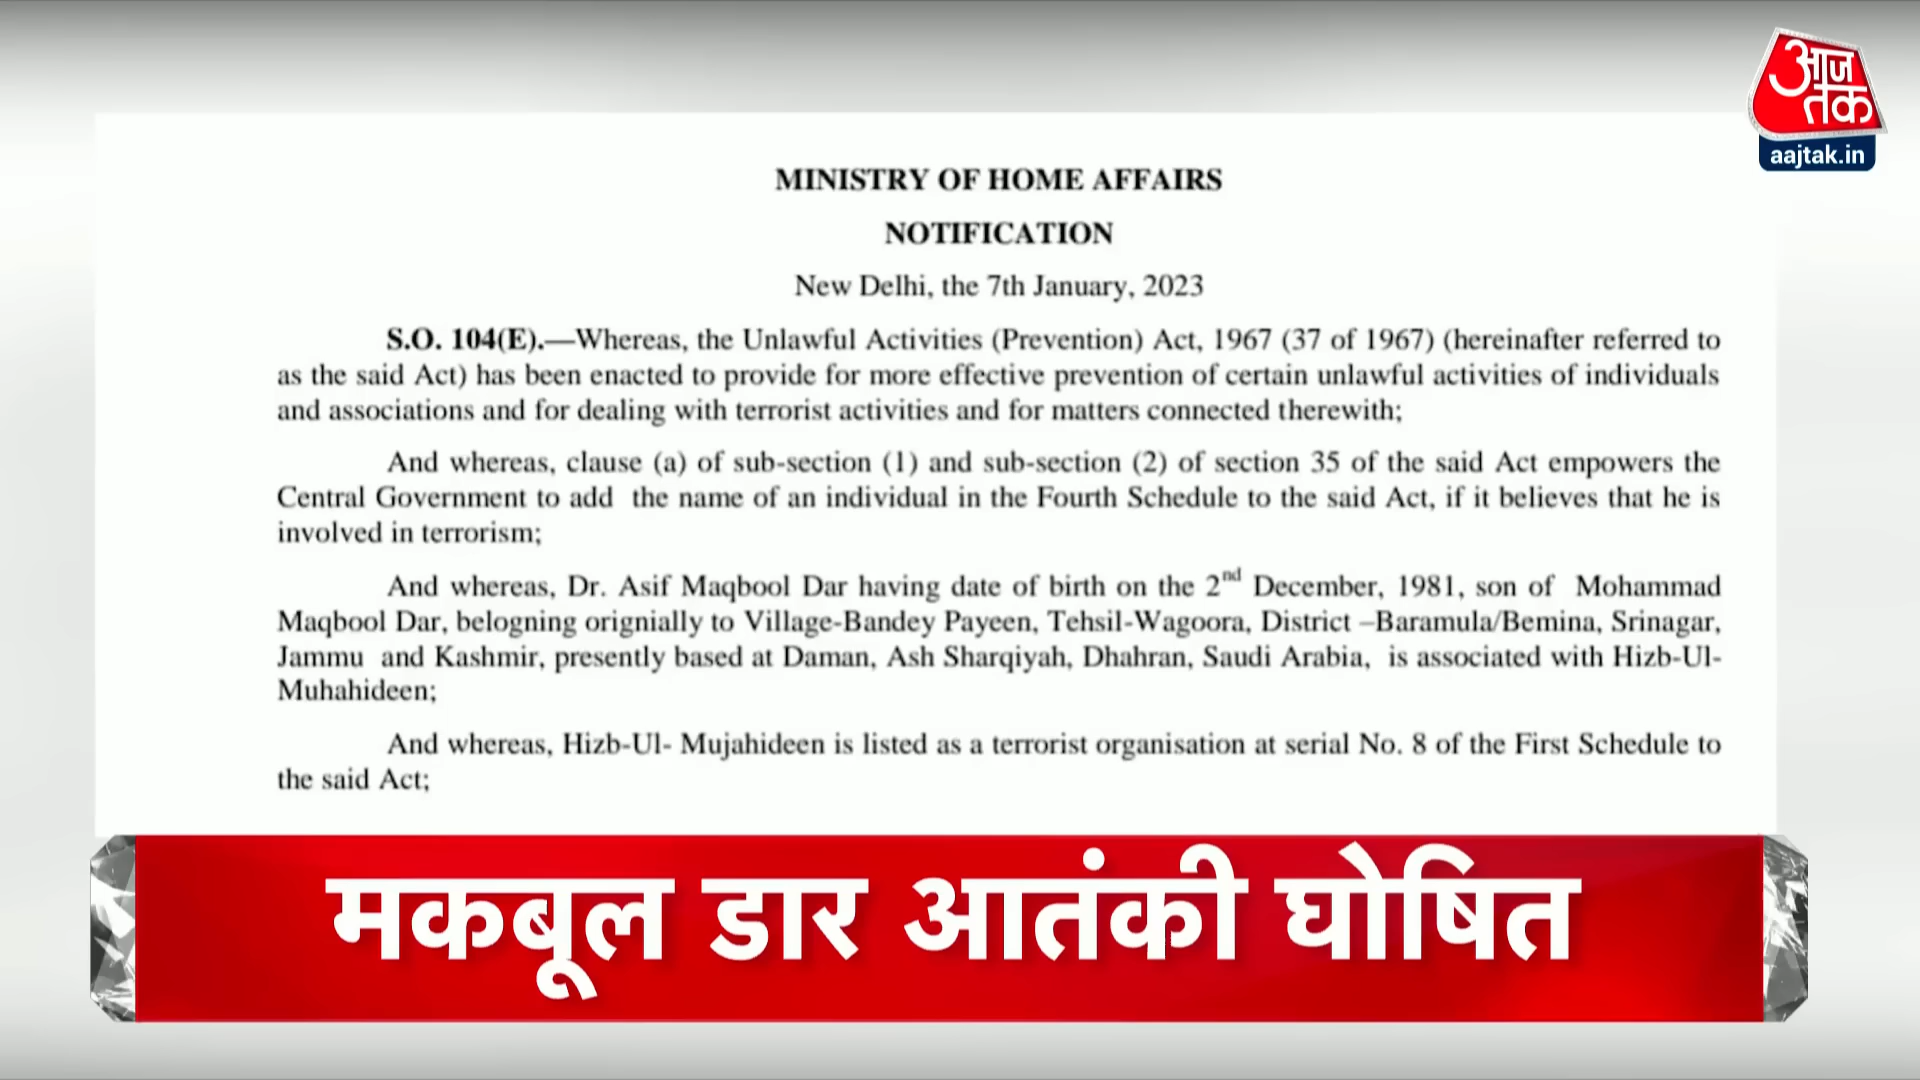 आज
तक
aajtak.in
MINISTRY OF HOME AFFAIRS
NOTIFICATION
New Delhi, the 7th January, 2023
S.O. 104(E).—Whereas, the Unlawful Activities (Prevention) Act, 1967 (37 of 1967) (hereinafter referred to
as the said Act) has been enacted to provide for more effective prevention of certain unlawful activities of individuals
and associations and for dealing with terrorist activities and for matters connected therewith;
And whereas, clause (a) of sub-section (1) and sub-section (2) of section 35 of the said Act empowers the
Central Government to add the name of an individual in the Fourth Schedule to the said Act, if it believes that he is
involved in terrorism;
And whereas, Dr. Asif Maqbool Dar having date of birth on the 2nd December, 1981, son of Mohammad
Maqbool Dar, belogning orignially to Village-Bandey Payeen, Tehsil-Wagoora, District –Baramula/Bemina, Srinagar,
Jammu and Kashmir, presently based at Daman, Ash Sharqiyah, Dhahran, Saudi Arabia, is associated with Hizb-Ul-
Muhahideen;
And whereas, Hizb-Ul- Mujahideen is listed as a terrorist organisation at serial No. 8 of the First Schedule to
the said Act;
मकबूल डार आतंकी घोषित